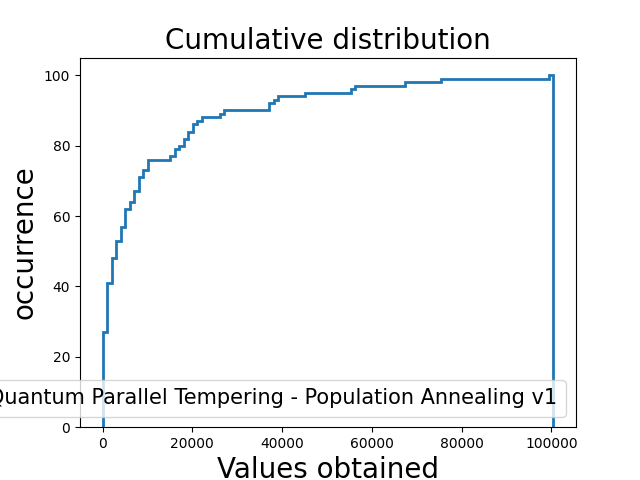 Cumulative distribution
100
80
60
40
20
0
occurrence
Quantum Parallel Tempering - Population Annealing v1
0 20000 40000 60000 80000 100000
Values obtained